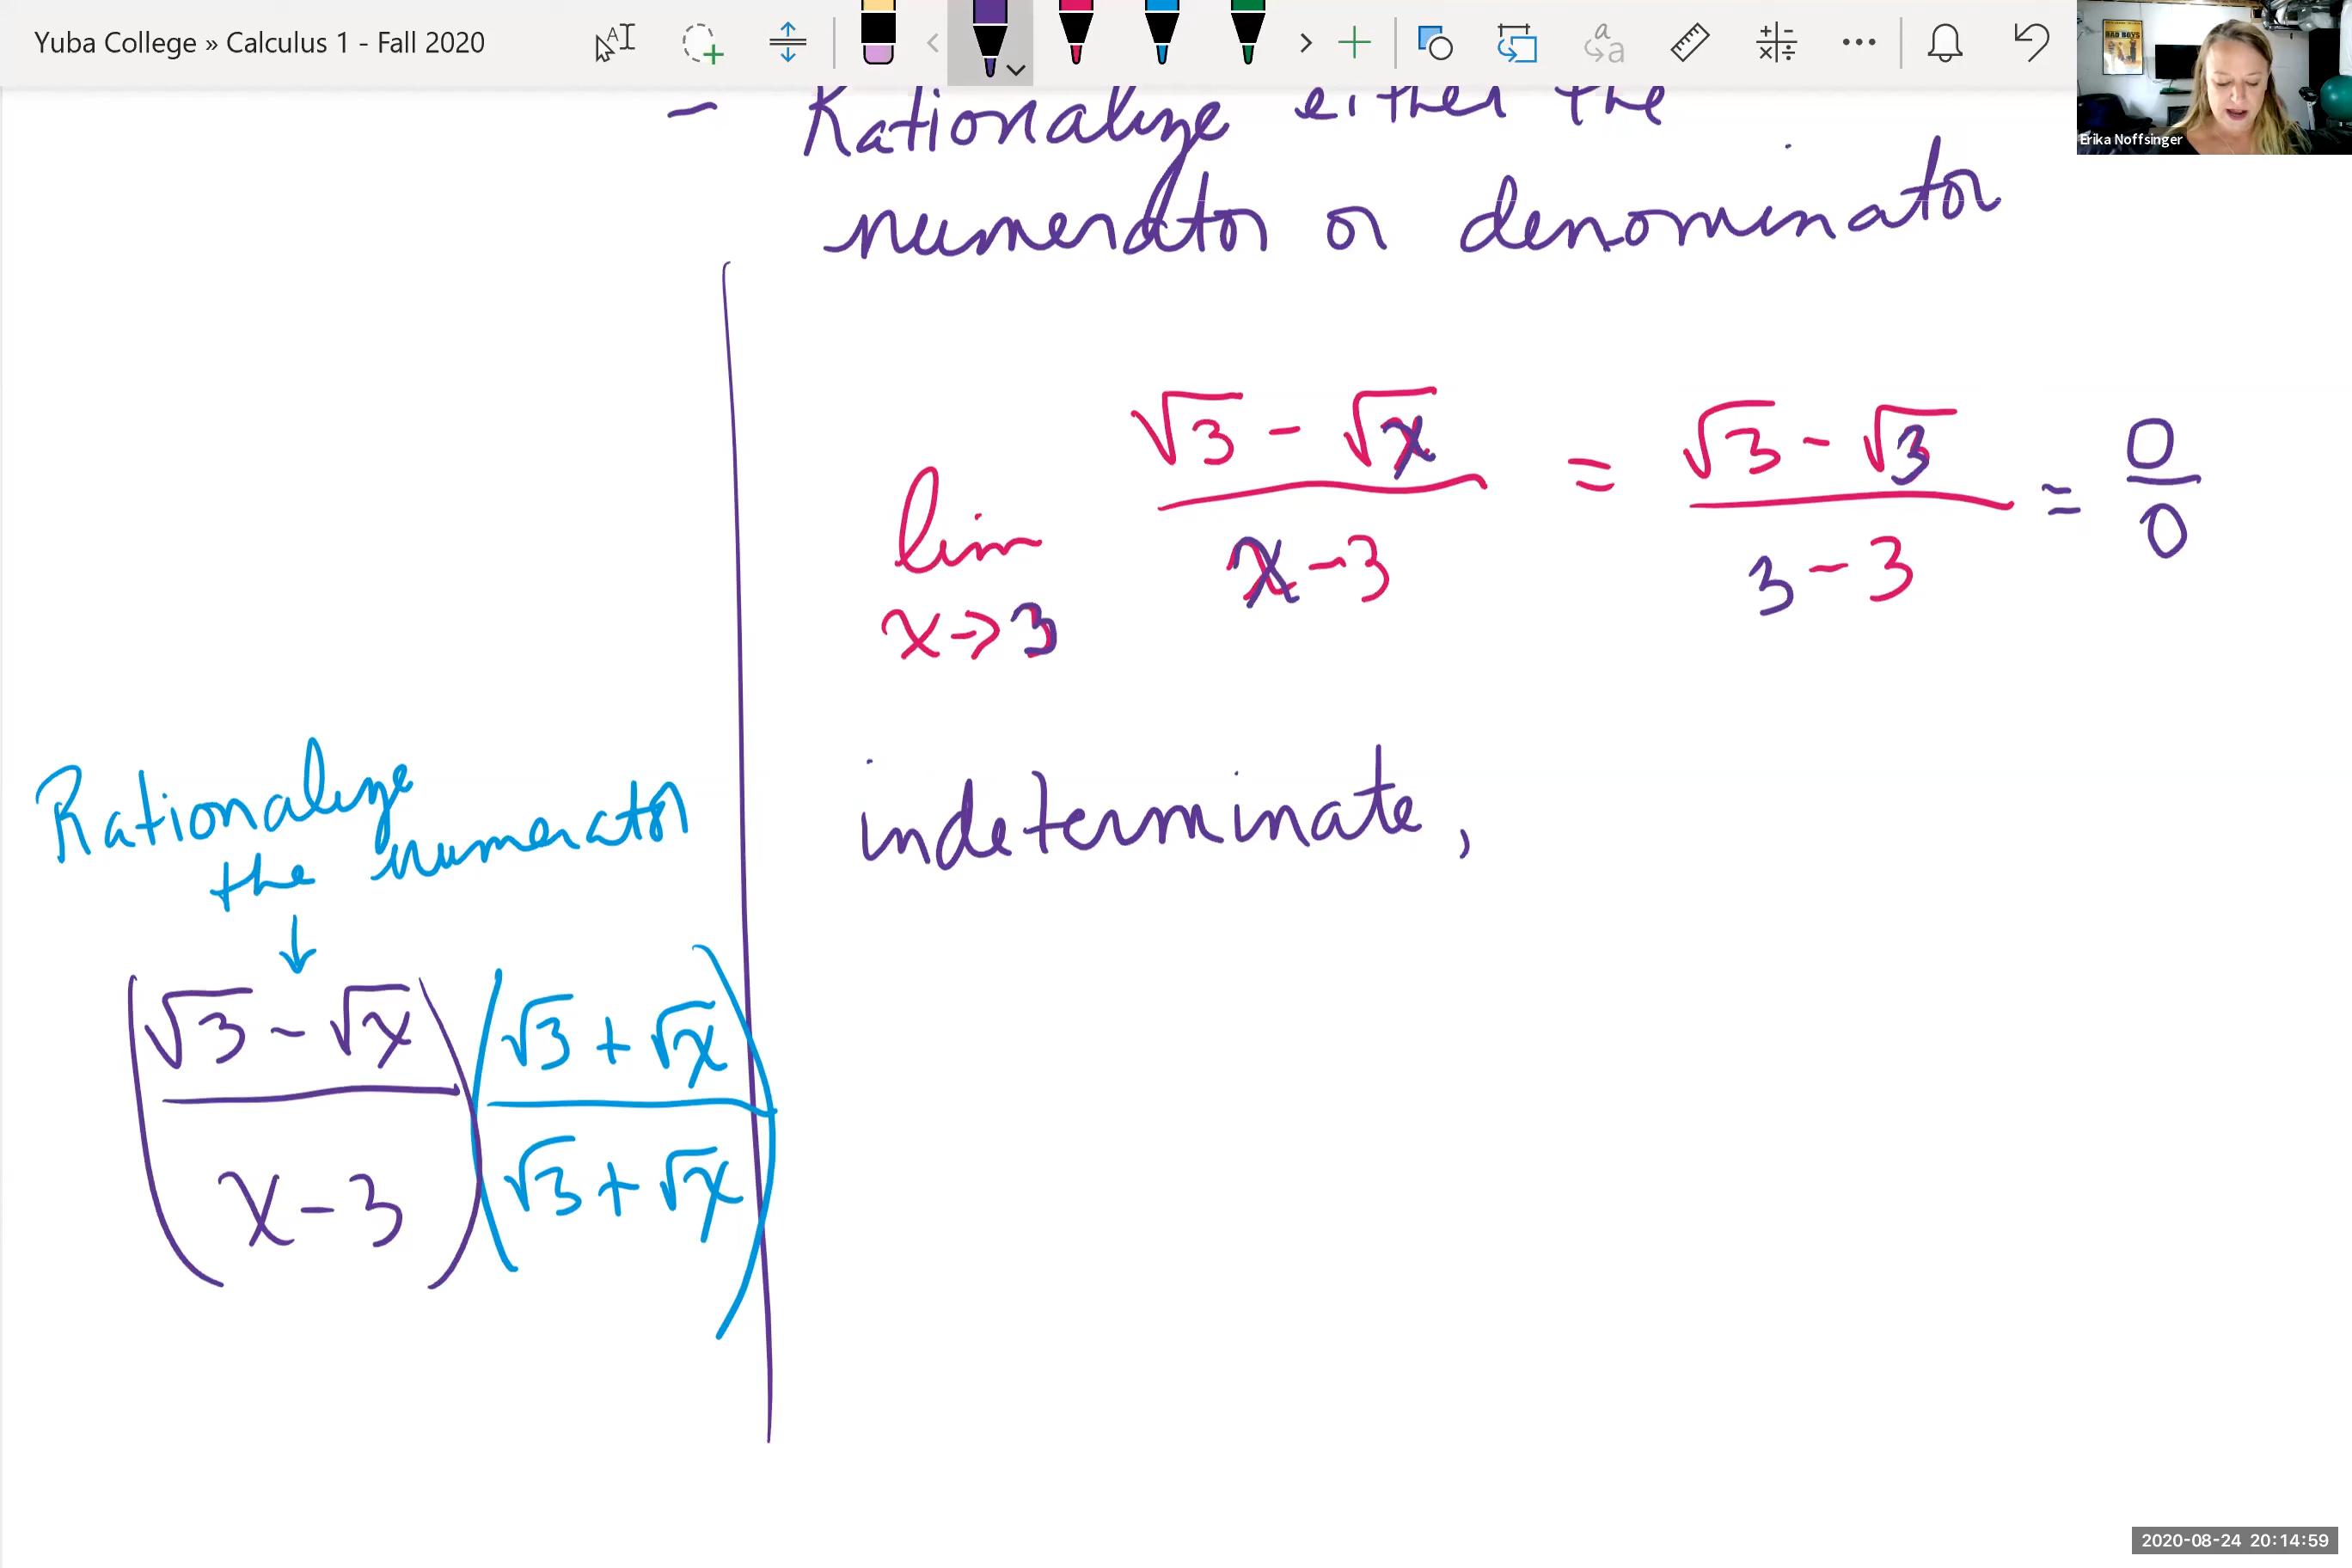 Yuba College » Calculus 1 - Fall 2020
Erika Noffsinger
BAD BOYS
– Rationalize either the
numerator or denominator
lim x→3 (√3 - √x)/(x - 3) = (√3 - √3)/(3 - 3) = 0/0
indeterminate,
Rationalize
the numerator
↓
((√3 - √x)/(x - 3)) ((√3 + √x)/(√3 + √x))
2020-08-24 20:14:59